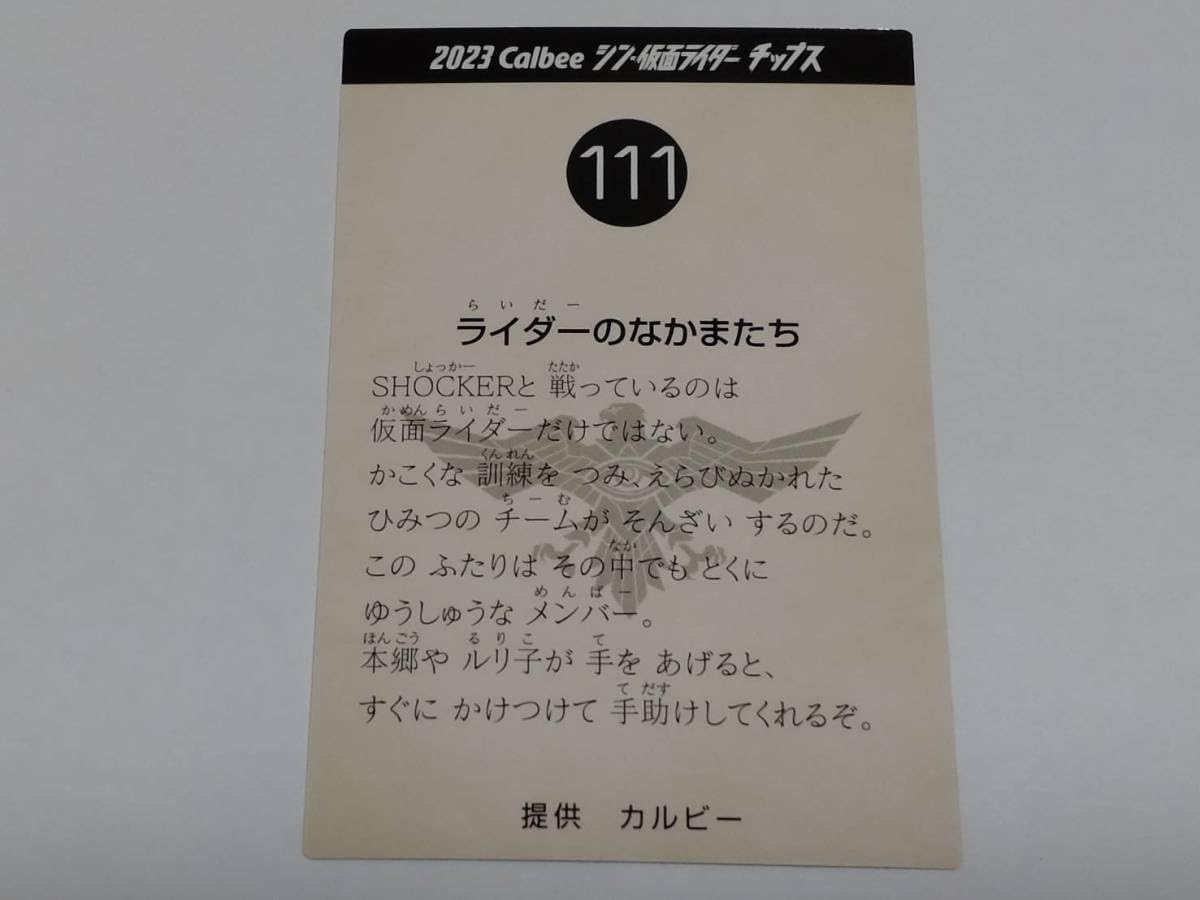 2023 Calbee シン・仮面ライダー チップス
111
らいだー
ライダーのなかまたち
しょっかー たたか
SHOCKERと 戦っているのは
かめんらいだー
仮面ライダーだけではない。
くんれん
かこくな 訓練を つみ、えらびぬかれた
ちーむ
ひみつの チームが そんざい するのだ。
なか
この ふたりは その中でも とくに
めんばー
ゆうしゅうな メンバー。
ほんごう るりこ て
本郷や ルリ子が 手を あげると、
て だす
すぐに かけつけて 手助けしてくれるぞ。
提供 カルビー